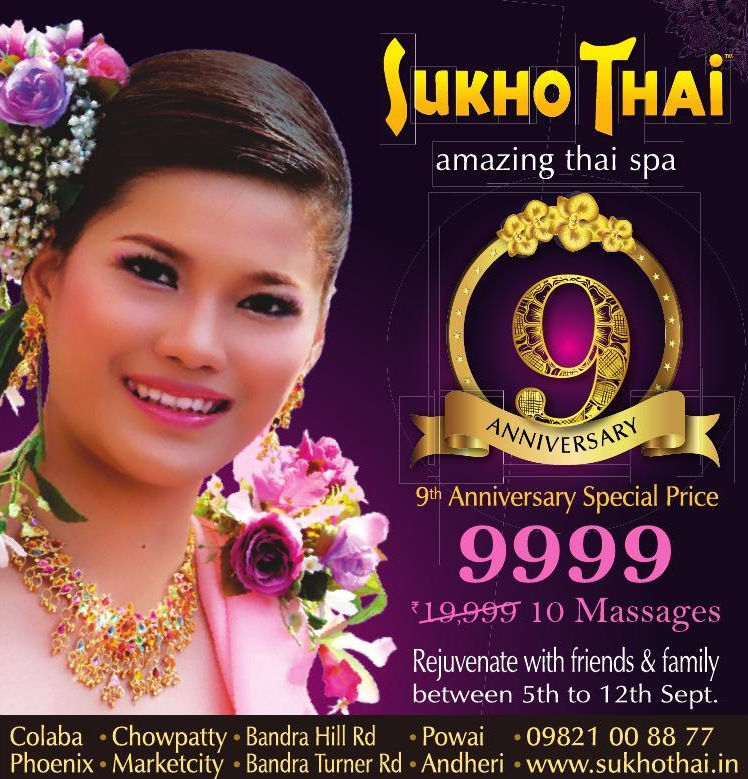 SUKHO THAI™
amazing thai spa
9
ANNIVERSARY
9th Anniversary Special Price
9999
₹19,999 10 Massages
Rejuvenate with friends & family
between 5th to 12th Sept.
Colaba • Chowpatty • Bandra Hill Rd • Powai • 09821 00 88 77
Phoenix • Marketcity • Bandra Turner Rd • Andheri • www.sukhothai.in